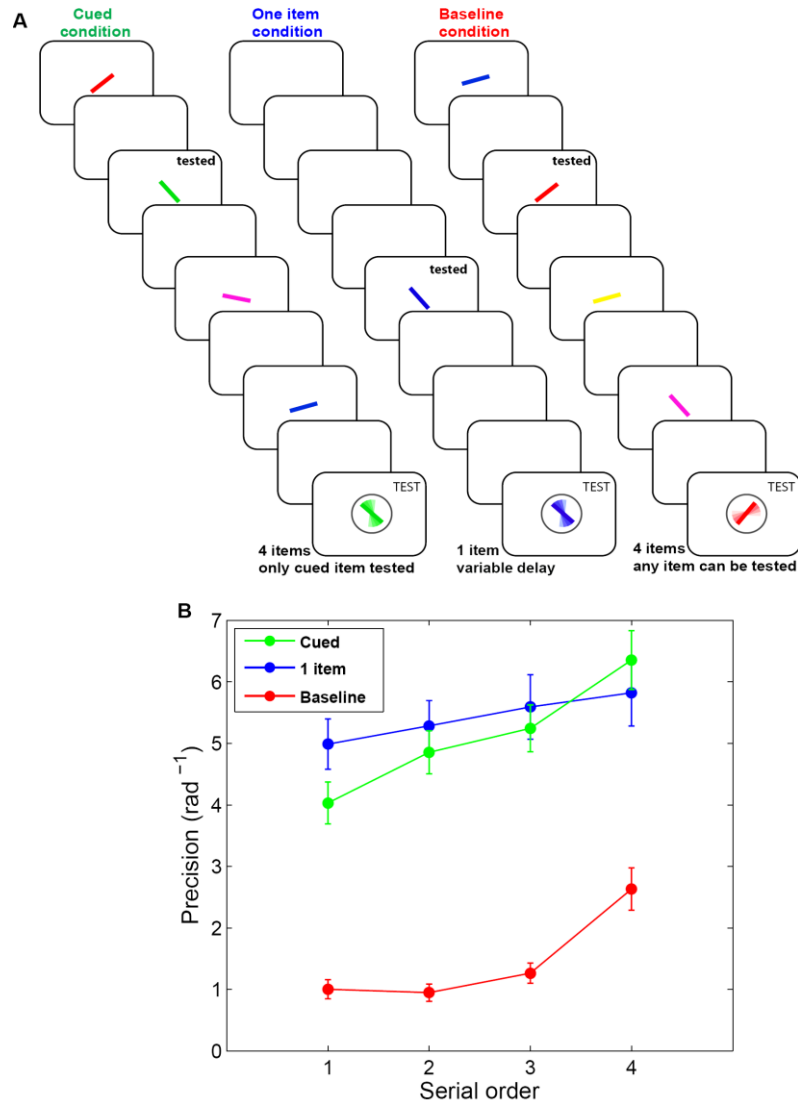 A
Cued
condition
One item
condition
Baseline
condition
tested
tested
tested
TEST
TEST
TEST
4 items
only cued item tested
1 item
variable delay
4 items
any item can be tested
B
7
6
5
4
3
2
1
0
Precision (rad ⁻¹)
Cued
1 item
Baseline
1 2 3 4
Serial order